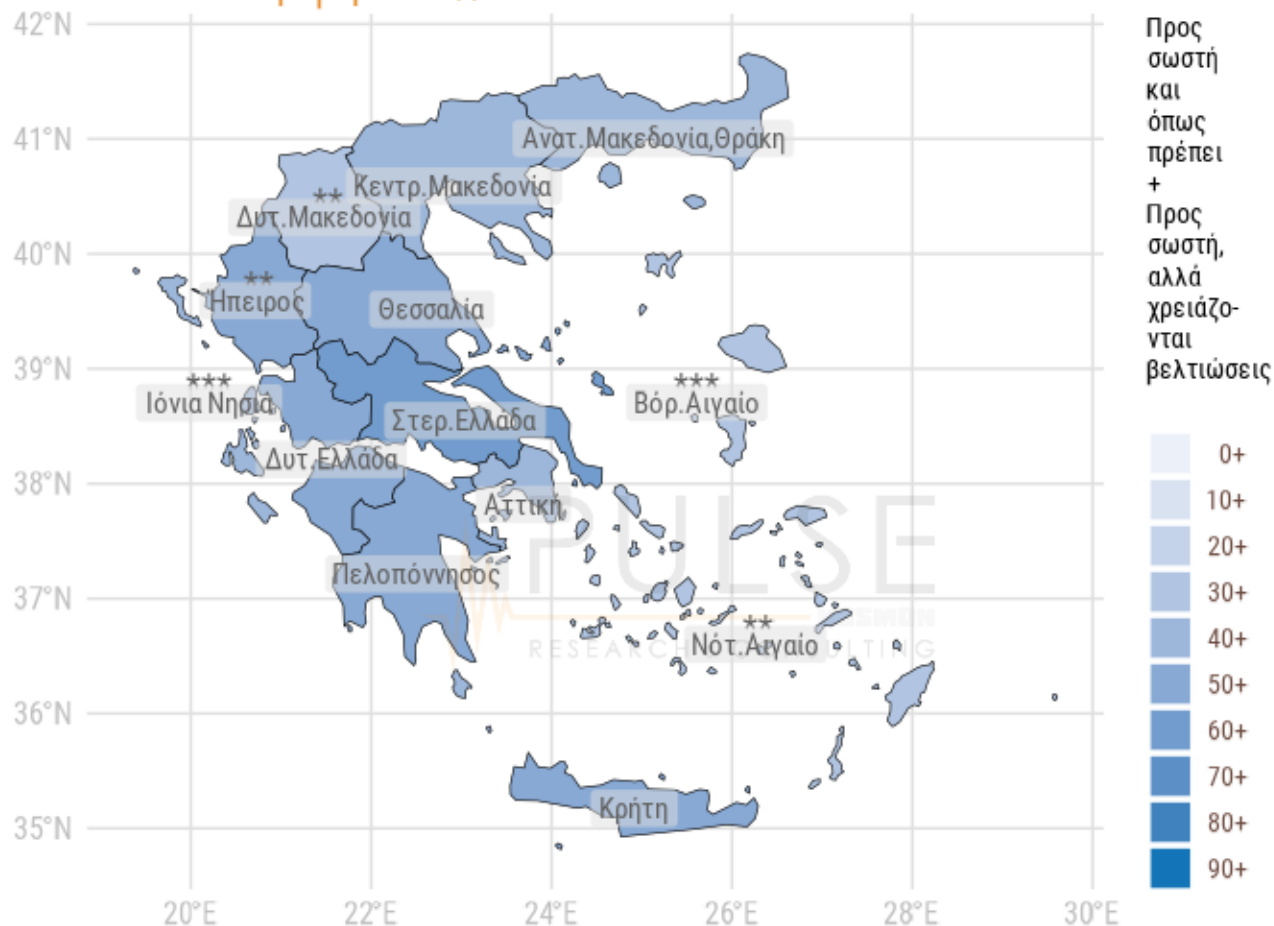 42°N
41°N
40°N
39°N
38°N
37°N
36°N
35°N
20°E
22°E
24°E
26°E
28°E
30°E
Ανατ.Μακεδονία,Θράκη
Κεντρ.Μακεδονία
**
Δυτ.Μακεδονία
**
Ήπειρος
Θεσσαλία
***
Ιόνια Νησιά
***
Βόρ.Αιγαίο
Στερ.Ελλάδα
Δυτ.Ελλάδα
Αττική
Πελοπόννησος
**
Νότ.Αιγαίο
Κρήτη
PULSE
Προς
σωστή
και
όπως
πρέπει
+
Προς
σωστή,
αλλά
χρειάζο-
νται
βελτιώσεις
0+
10+
20+
30+
40+
50+
60+
70+
80+
90+